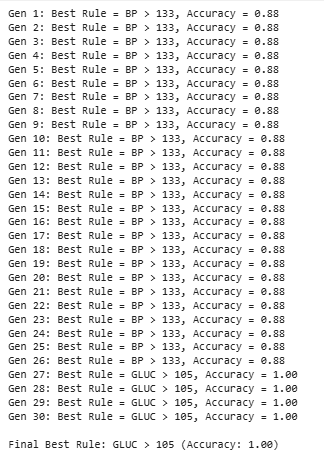 Gen 1: Best Rule = BP > 133, Accuracy = 0.88
Gen 2: Best Rule = BP > 133, Accuracy = 0.88
Gen 3: Best Rule = BP > 133, Accuracy = 0.88
Gen 4: Best Rule = BP > 133, Accuracy = 0.88
Gen 5: Best Rule = BP > 133, Accuracy = 0.88
Gen 6: Best Rule = BP > 133, Accuracy = 0.88
Gen 7: Best Rule = BP > 133, Accuracy = 0.88
Gen 8: Best Rule = BP > 133, Accuracy = 0.88
Gen 9: Best Rule = BP > 133, Accuracy = 0.88
Gen 10: Best Rule = BP > 133, Accuracy = 0.88
Gen 11: Best Rule = BP > 133, Accuracy = 0.88
Gen 12: Best Rule = BP > 133, Accuracy = 0.88
Gen 13: Best Rule = BP > 133, Accuracy = 0.88
Gen 14: Best Rule = BP > 133, Accuracy = 0.88
Gen 15: Best Rule = BP > 133, Accuracy = 0.88
Gen 16: Best Rule = BP > 133, Accuracy = 0.88
Gen 17: Best Rule = BP > 133, Accuracy = 0.88
Gen 18: Best Rule = BP > 133, Accuracy = 0.88
Gen 19: Best Rule = BP > 133, Accuracy = 0.88
Gen 20: Best Rule = BP > 133, Accuracy = 0.88
Gen 21: Best Rule = BP > 133, Accuracy = 0.88
Gen 22: Best Rule = BP > 133, Accuracy = 0.88
Gen 23: Best Rule = BP > 133, Accuracy = 0.88
Gen 24: Best Rule = BP > 133, Accuracy = 0.88
Gen 25: Best Rule = BP > 133, Accuracy = 0.88
Gen 26: Best Rule = BP > 133, Accuracy = 0.88
Gen 27: Best Rule = GLUC > 105, Accuracy = 1.00
Gen 28: Best Rule = GLUC > 105, Accuracy = 1.00
Gen 29: Best Rule = GLUC > 105, Accuracy = 1.00
Gen 30: Best Rule = GLUC > 105, Accuracy = 1.00
Final Best Rule: GLUC > 105 (Accuracy: 1.00)